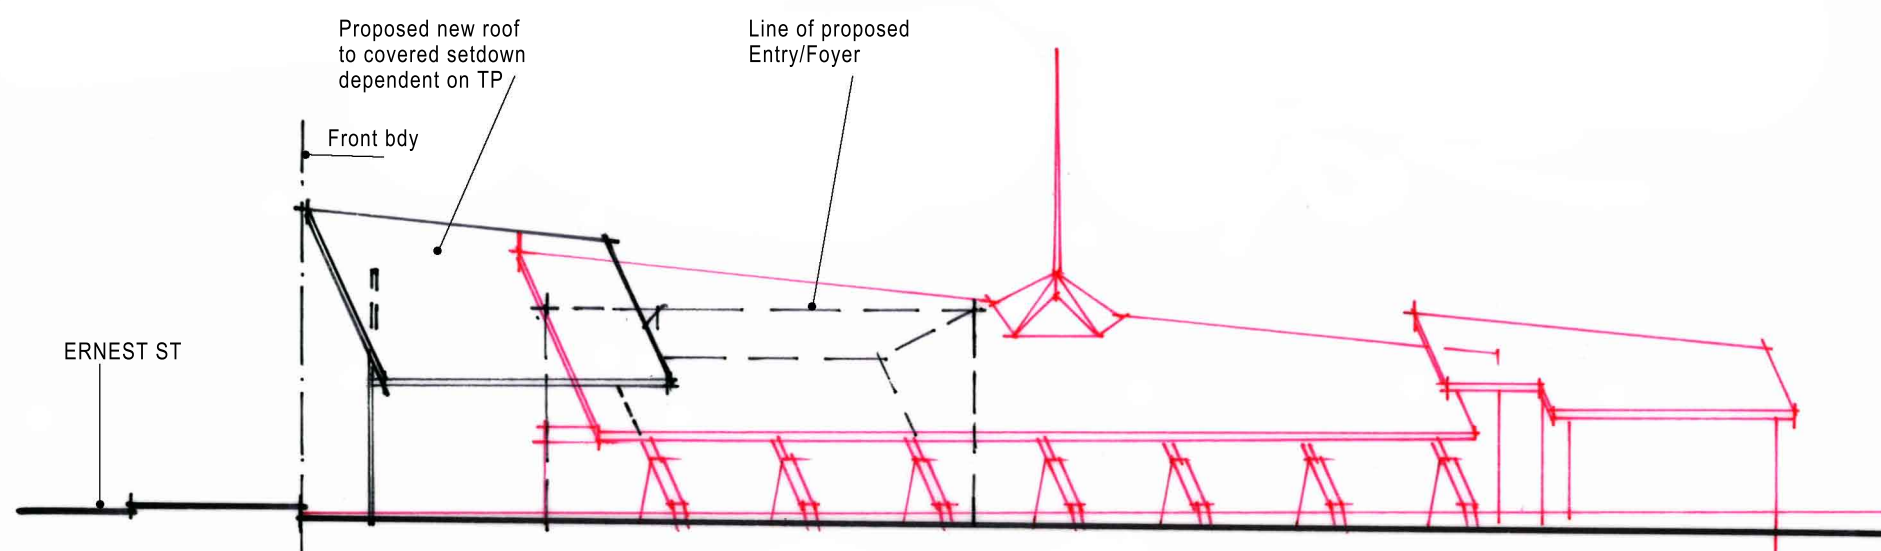 Proposed new roof
to covered setdown
dependent on TP
Line of proposed
Entry/Foyer
Front bdy
ERNEST ST